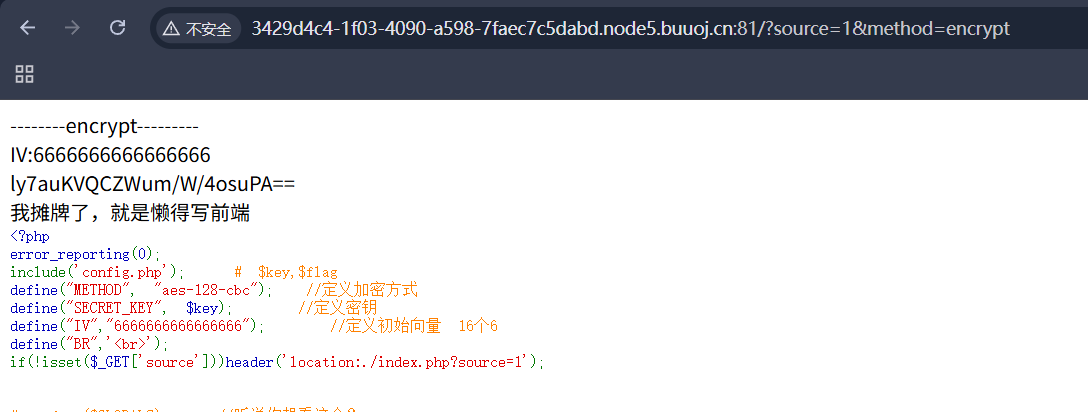 不安全 3429d4c4-1f03-4090-a598-7faec7c5dabd.node5.buuoj.cn:81/?source=1&method=encrypt
--------encrypt---------
IV:6666666666666666
ly7auKVQCZWum/W/4osuPA==
我摊牌了，就是懒得写前端
<?php
error_reporting(0);
include('config.php');    #  $key,$flag
define("METHOD",  "aes-128-cbc");    //定义加密方式
define("SECRET_KEY",  $key);    //定义密钥
define("IV","6666666666666666");    //定义初始向量  16个6
define("BR",'<br>');
if(!isset($_GET['source']))header('location:./index.php?source=1');